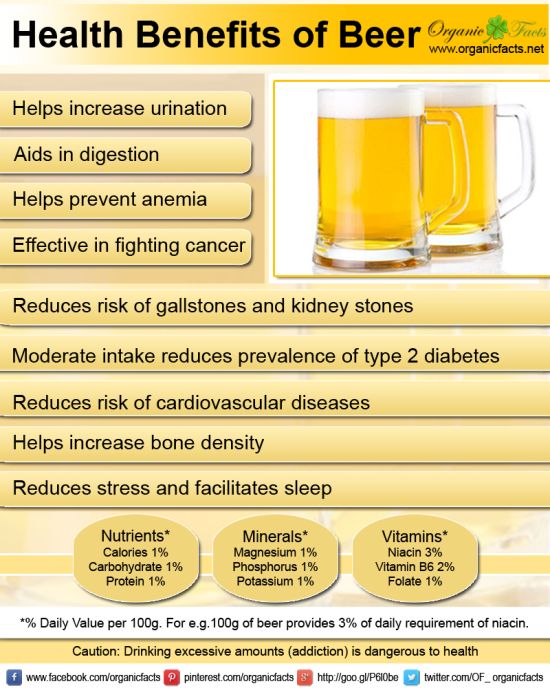 Health Benefits of Beer
Organic Facts
www.organicfacts.net
Helps increase urination
Aids in digestion
Helps prevent anemia
Effective in fighting cancer
Reduces risk of gallstones and kidney stones
Moderate intake reduces prevalence of type 2 diabetes
Reduces risk of cardiovascular diseases
Helps increase bone density
Reduces stress and facilitates sleep
Nutrients*
Calories 1%
Carbohydrate 1%
Protein 1%
Minerals*
Magnesium 1%
Phosphorus 1%
Potassium 1%
Vitamins*
Niacin 3%
Vitamin B6 2%
Folate 1%
*% Daily Value per 100g. For e.g.100g of beer provides 3% of daily requirement of niacin.
Caution: Drinking excessive amounts (addiction) is dangerous to health
www.facebook.com/organicfacts pinterest.com/organicfacts http://goo.gl/P6l0be twitter.com/OF_organicfacts